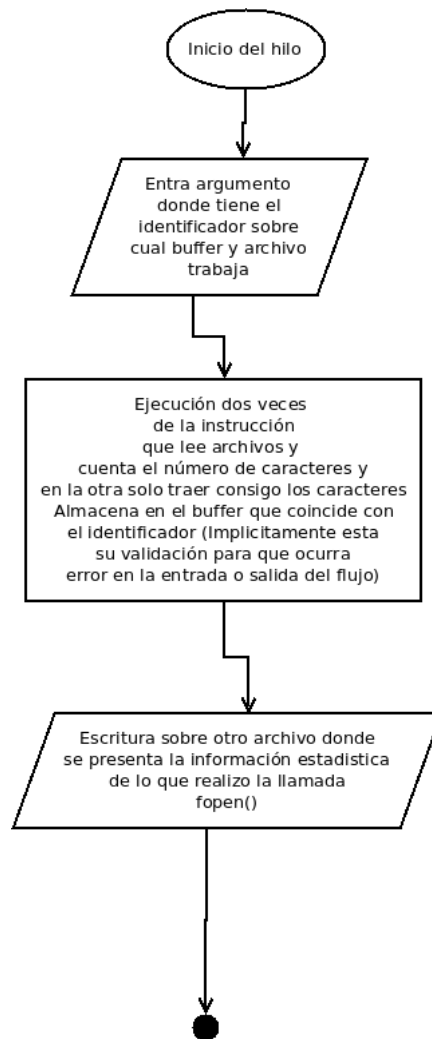 Inicio del hilo
Entra argumento
donde tiene el
identificador sobre
cual buffer y archivo
trabaja
Ejecución dos veces
de la instrucción
que lee archivos y
cuenta el número de caracteres y
en la otra solo traer consigo los caracteres
Almacena en el buffer que coincide con
el identificador (Implicitamente esta
su validación para que ocurra
error en la entrada o salida del flujo)
Escritura sobre otro archivo donde
se presenta la información estadistica
de lo que realizo la llamada
fopen()